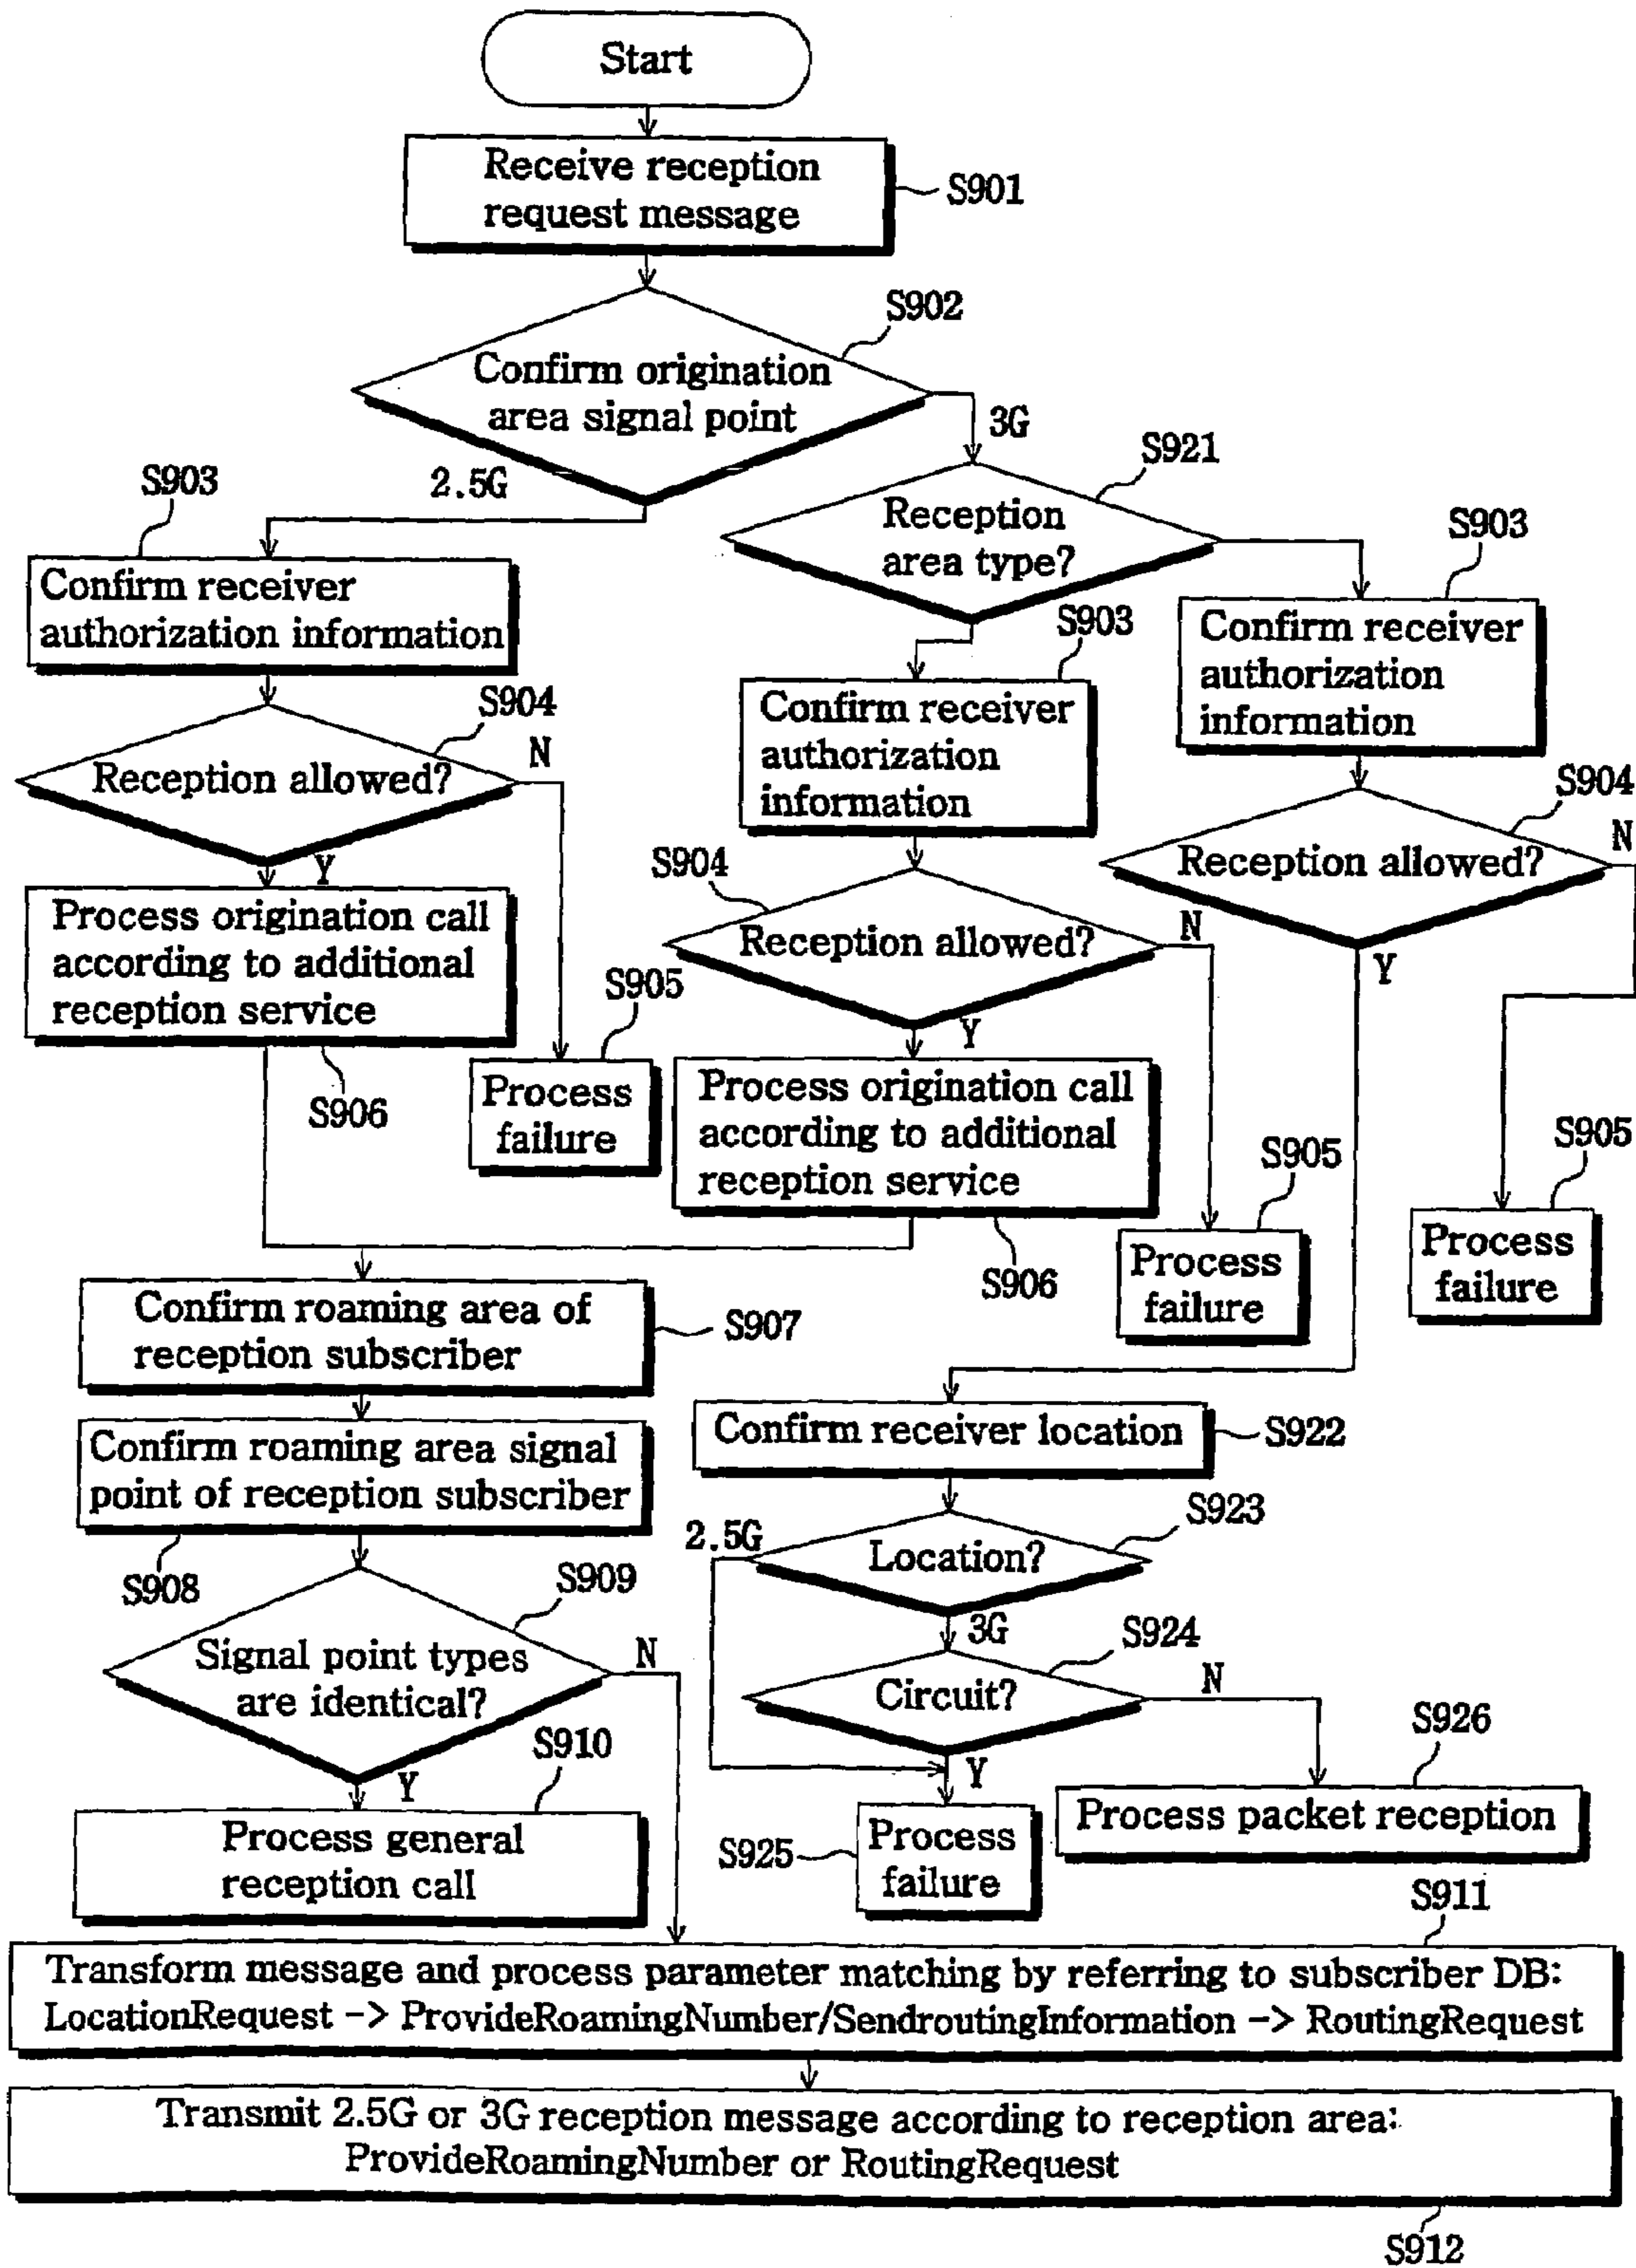 Start
Receive reception
request message
S901
S902
Confirm origination
area signal point
3G
2.5G
S921
Reception
area type?
S903
Confirm receiver
authorization information
S903
Confirm receiver
authorization
information
S903
Confirm receiver
authorization
information
S904
Reception allowed?
N
Y
S904
Reception allowed?
N
Y
S904
Reception allowed?
N
Y
Process origination call
according to additional
reception service
S906
S905
Process
failure
Process origination call
according to additional
reception service
S906
S905
Process
failure
S905
Process
failure
Confirm roaming area of
reception subscriber
S907
Confirm roaming area signal
point of reception subscriber
S908
S909
Signal point types
are identical?
N
Y
S910
Process general
reception call
Confirm receiver location
S922
S923
2.5G
Location?
3G
S924
Circuit?
N
Y
S925
Process
failure
S926
Process packet reception
S911
Transform message and process parameter matching by referring to subscriber DB:
LocationRequest -> ProvideRoamingNumber/SendroutingInformation -> RoutingRequest
Transmit 2.5G or 3G reception message according to reception area:
ProvideRoamingNumber or RoutingRequest
S912